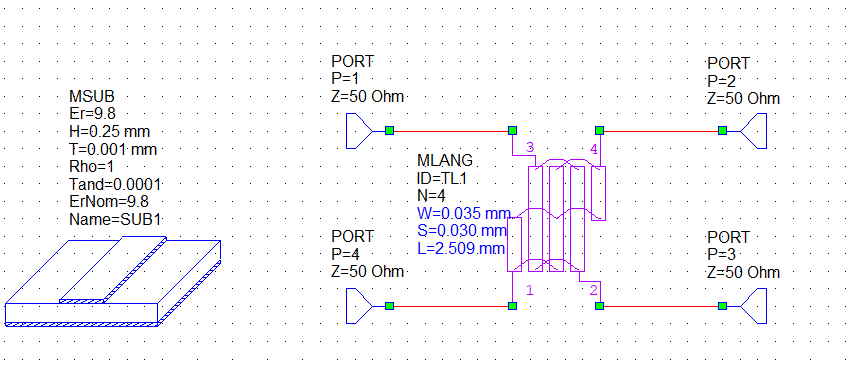 MSUB
Er=9.8
H=0.25 mm
T=0.001 mm
Rho=1
Tand=0.0001
ErNom=9.8
Name=SUB1
PORT
P=1
Z=50 Ohm
PORT
P=2
Z=50 Ohm
MLANG
ID=TL1
N=4
W=0.035 mm
S=0.030 mm
L=2.509 mm
3
4
1
2
PORT
P=4
Z=50 Ohm
PORT
P=3
Z=50 Ohm